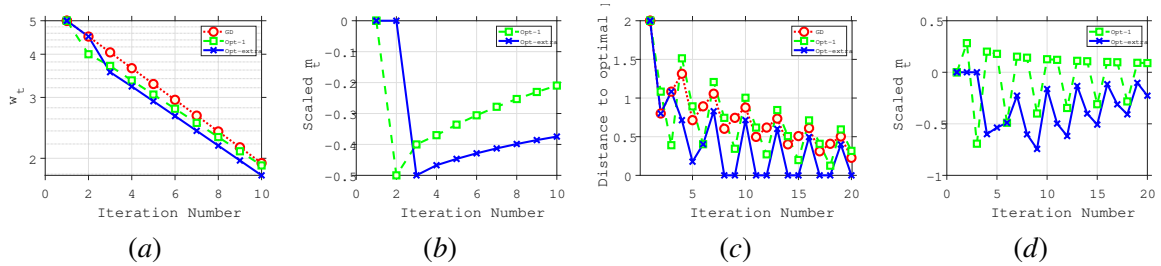 5
4
3
2
w_t
0 2 4 6 8 10
Iteration Number
GD
Opt-1
Opt-extra
(a)
0
−0.1
−0.2
−0.3
−0.4
−0.5
Scaled m_t
0 2 4 6 8 10
Iteration Number
Opt-1
Opt-extra
(b)
2
1.5
1
0.5
0
Distance to optimal
5 10 15 20
Iteration Number
GD
Opt-1
Opt-extra
(c)
0.5
0
−0.5
−1
Scaled m_t
5 10 15 20
Iteration Number
Opt-1
Opt-extra
(d)